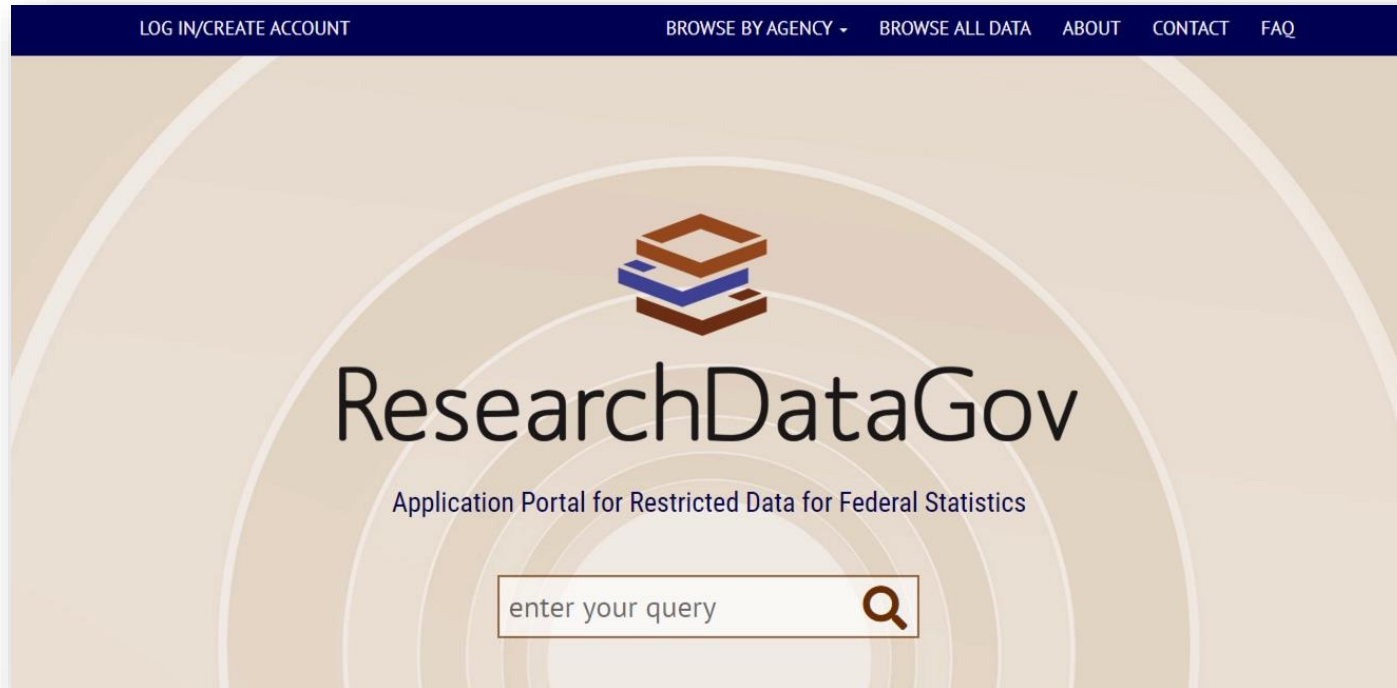 LOG IN/CREATE ACCOUNT BROWSE BY AGENCY BROWSE ALL DATA ABOUT CONTACT FAQ
ResearchDataGov
Application Portal for Restricted Data for Federal Statistics
enter your query